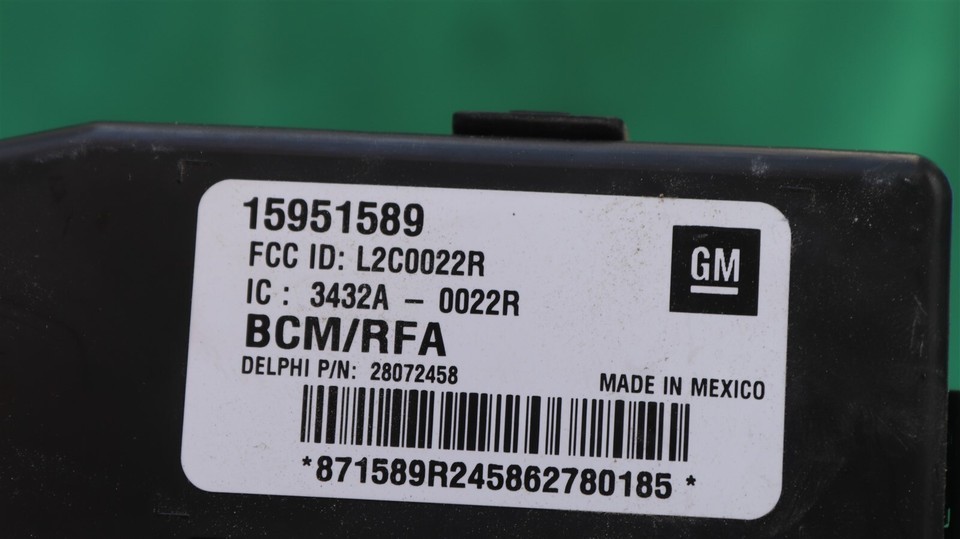 15951589
FCC ID: L2C0022R
GM
IC : 3432A – 0022R
BCM/RFA
DELPHI P/N: 28072458
MADE IN MEXICO
*871589R245862780185 *